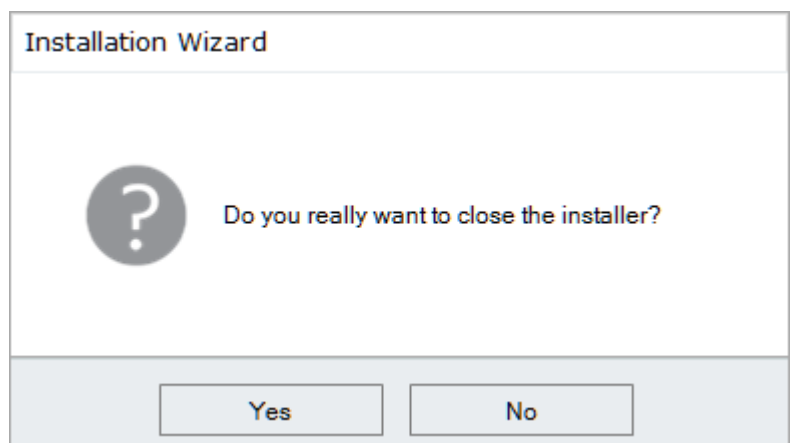 Installation Wizard
?
Do you really want to close the installer?
Yes No